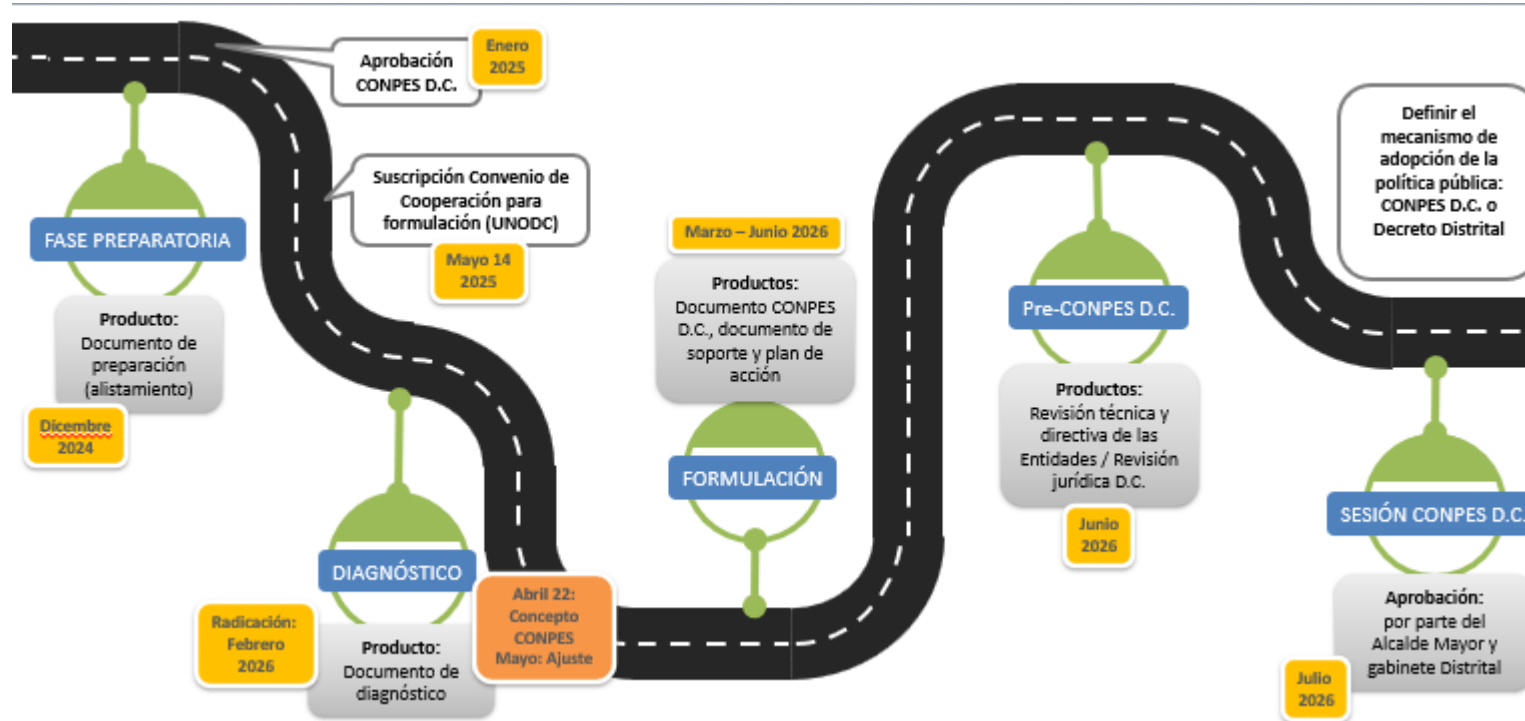 Aprobación
CONPES D.C.
Enero
2025
Suscripción Convenio de
Cooperación para
formulación (UNODC)
Mayo 14
2025
FASE PREPARATORIA
Producto:
Documento de
preparación
(alistamiento)
Dicembre
2024
DIAGNÓSTICO
Radicación:
Febrero
2026
Producto:
Documento de
diagnóstico
Abril 22:
Concepto
CONPES
Mayo: Ajuste
Marzo – Junio 2026
Productos:
Documento CONPES
D.C., documento de
soporte y plan de
acción
FORMULACIÓN
Pre-CONPES D.C.
Productos:
Revisión técnica y
directiva de las
Entidades / Revisión
jurídica D.C.
Junio
2026
Definir el
mecanismo de
adopción de la
política pública:
CONPES D.C. o
Decreto Distrital
SESIÓN CONPES D.C.
Aprobación:
por parte del
Alcalde Mayor y
gabinete Distrital
Julio
2026